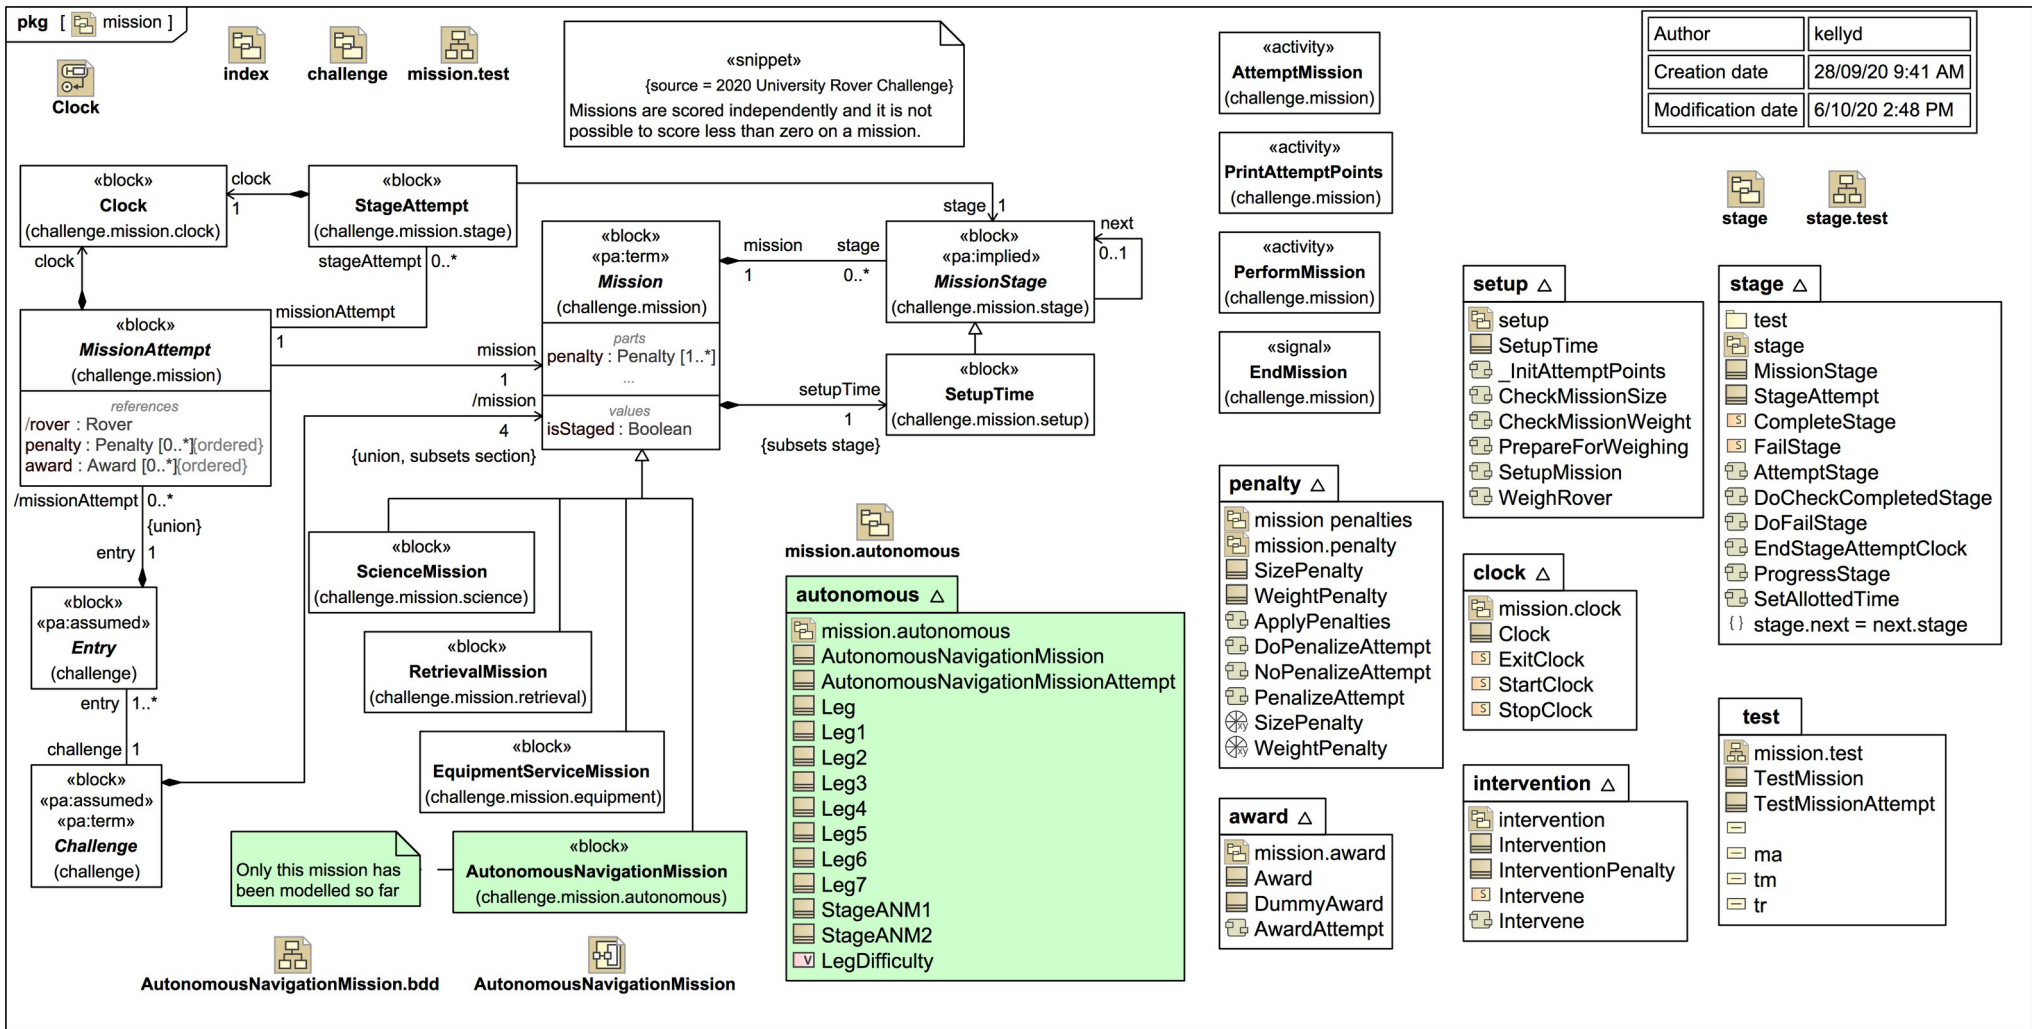 pkg [ mission ]
Clock
index
challenge
mission.test
«snippet»
{source = 2020 University Rover Challenge}
Missions are scored independently and it is not
possible to score less than zero on a mission.
«activity»
AttemptMission
(challenge.mission)
«activity»
PrintAttemptPoints
(challenge.mission)
«activity»
PerformMission
(challenge.mission)
«signal»
EndMission
(challenge.mission)
Author kellyd
Creation date 28/09/20 9:41 AM
Modification date 6/10/20 2:48 PM
stage
stage.test
«block»
Clock
(challenge.mission.clock)
clock
1
«block»
StageAttempt
(challenge.mission.stage)
clock
stageAttempt 0..*
missionAttempt
1
«block»
MissionAttempt
(challenge.mission)
references
/rover : Rover
penalty : Penalty [0..*]{ordered}
award : Award [0..*]{ordered}
/missionAttempt 0..*
{union}
entry 1
«block»
«pa:assumed»
Entry
(challenge)
entry 1..*
challenge 1
«block»
«pa:assumed»
«pa:term»
Challenge
(challenge)
mission
1
/mission
4
{union, subsets section}
«block»
«pa:term»
Mission
(challenge.mission)
parts
penalty : Penalty [1..*]
...
values
isStaged : Boolean
mission stage
1 0..*
stage 1
next
0..1
«block»
«pa:implied»
MissionStage
(challenge.mission.stage)
setupTime
1
{subsets stage}
«block»
SetupTime
(challenge.mission.setup)
«block»
ScienceMission
(challenge.mission.science)
«block»
RetrievalMission
(challenge.mission.retrieval)
«block»
EquipmentServiceMission
(challenge.mission.equipment)
«block»
AutonomousNavigationMission
(challenge.mission.autonomous)
Only this mission has
been modelled so far
AutonomousNavigationMission.bdd
AutonomousNavigationMission
mission.autonomous
autonomous
mission.autonomous
AutonomousNavigationMission
AutonomousNavigationMissionAttempt
Leg
Leg1
Leg2
Leg3
Leg4
Leg5
Leg6
Leg7
StageANM1
StageANM2
V LegDifficulty
penalty
mission penalties
mission.penalty
SizePenalty
WeightPenalty
ApplyPenalties
DoPenalizeAttempt
NoPenalizeAttempt
PenalizeAttempt
SizePenalty
WeightPenalty
award
mission.award
Award
DummyAward
AwardAttempt
setup
setup
SetupTime
_InitAttemptPoints
CheckMissionSize
CheckMissionWeight
PrepareForWeighing
SetupMission
WeighRover
clock
mission.clock
Clock
S ExitClock
S StartClock
S StopClock
intervention
intervention
Intervention
InterventionPenalty
S Intervene
Intervene
stage
test
stage
MissionStage
StageAttempt
S CompleteStage
S FailStage
AttemptStage
DoCheckCompletedStage
DoFailStage
EndStageAttemptClock
ProgressStage
SetAllottedTime
{} stage.next = next.stage
test
mission.test
TestMission
TestMissionAttempt
ma
tm
tr